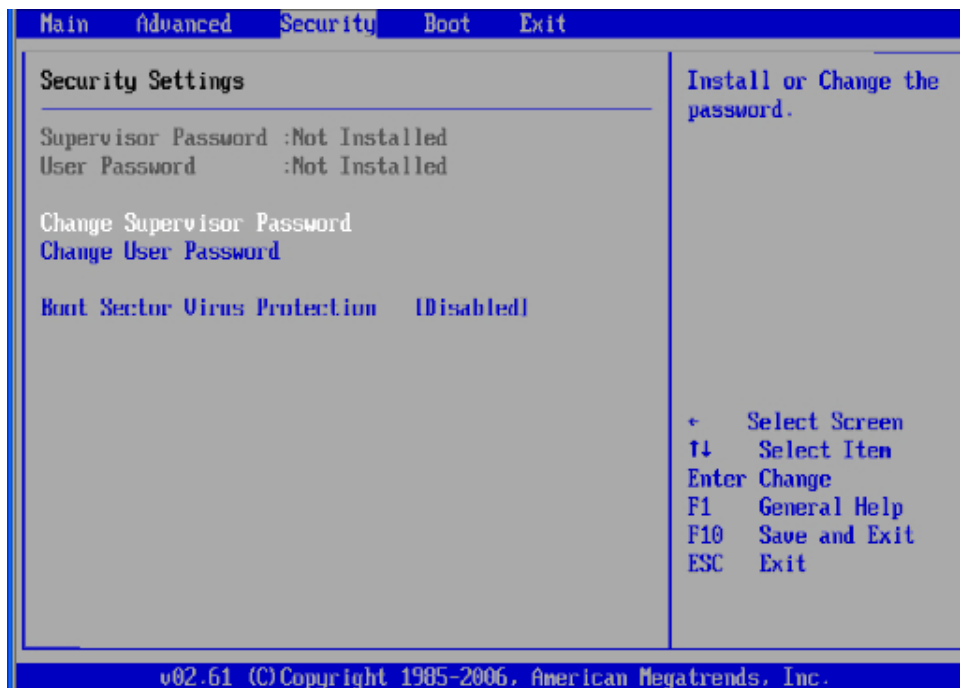 Main Advanced Security Boot Exit
Security Settings
Supervisor Password :Not Installed
User Password :Not Installed
Change Supervisor Password
Change User Password
Boot Sector Virus Protection [Disabled]
Install or Change the
password.
← Select Screen
↑↓ Select Item
Enter Change
F1 General Help
F10 Save and Exit
ESC Exit
v02.61 (C)Copyright 1985-2006, American Megatrends, Inc.